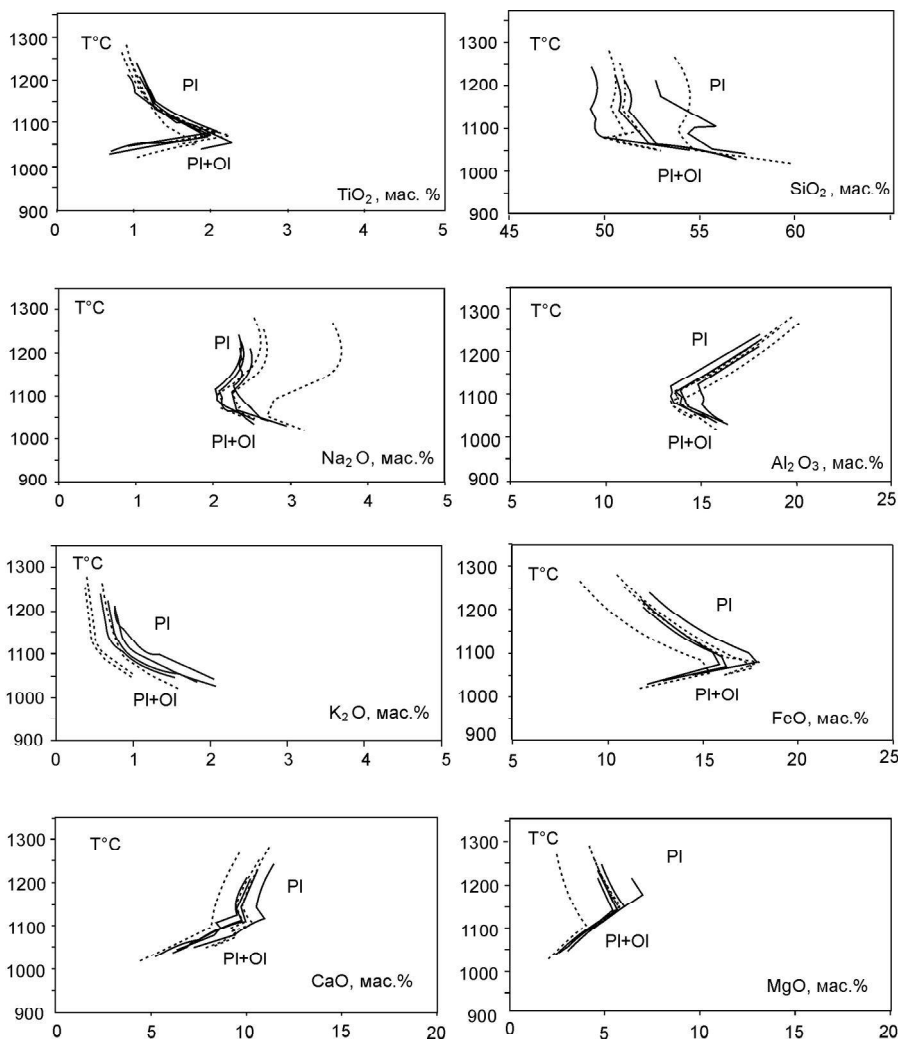 1300
1200
1100
1000
900
T°C
Pl
Pl+Ol
TiO₂, мас. %
0 1 2 3 4 5
1300
1200
1100
1000
900
T°C
Pl
Pl+Ol
SiO₂, мас. %
45 50 55 60
1300
1200
1100
1000
900
T°C
Pl
Pl+Ol
Na₂O, мас.%
0 1 2 3 4 5
1300
1200
1100
1000
900
T°C
Pl+Ol
Al₂O₃, мас.%
5 10 15 20 25
1300
1200
1100
1000
900
T°C
Pl
Pl+Ol
K₂O, мас.%
0 1 2 3 4 5
1300
1200
1100
1000
900
T°C
Pl
Pl+Ol
FeO, мас.%
5 10 15 20 25
1300
1200
1100
1000
900
T°C
Pl
Pl+Ol
CaO, мас.%
0 5 10 15 20
1300
1200
1100
1000
900
T°C
Pl
Pl+Ol
MgO, мас.%
0 5 10 15 20